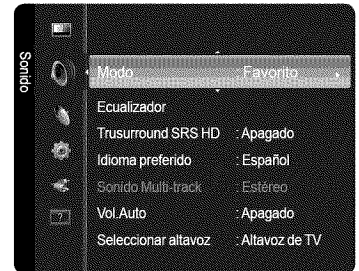 Sonido
Modo : Favorito
Ecualizador
Trusurround SRS HD : Apagado
Idioma preferido : Español
Sonido Multi-track : Estéreo
Vol.Auto : Apagado
Seleccionar altavoz : Altavoz de TV